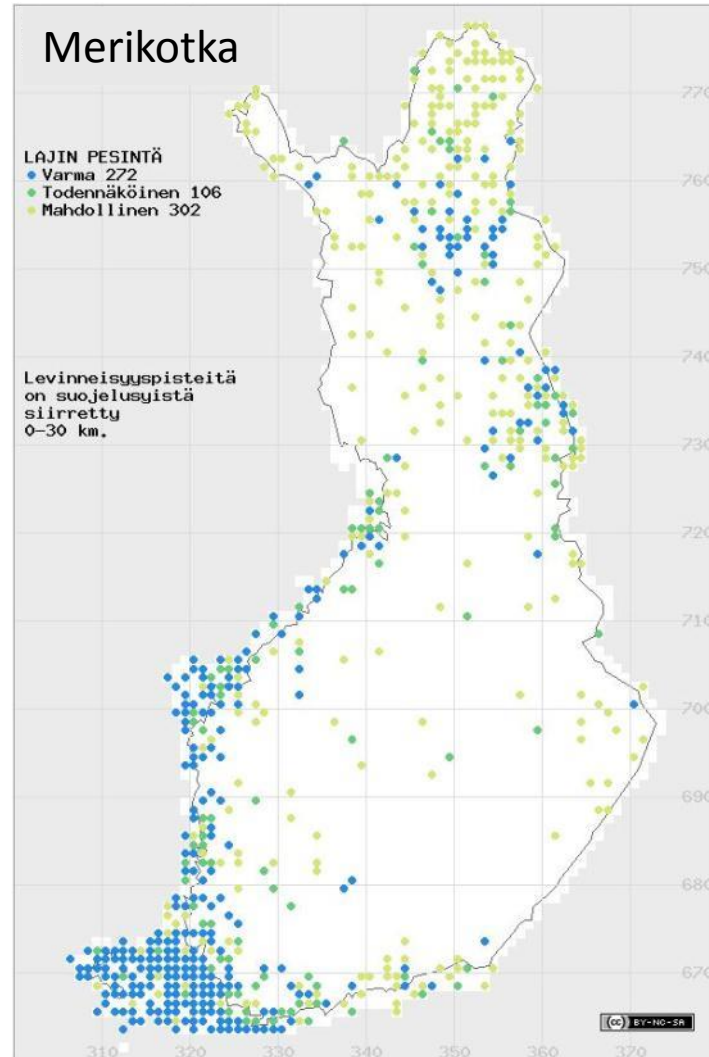 Merikotka
LAJIN PESINTÄ
Varma 272
Todennäköinen 106
Mahdollinen 302
Levinneisyyspisteitä
on suojelusyistä
siirretty
0-30 km.
770
760
750
740
730
720
710
700
690
680
670
310 320 330 340 350 360 370
(cc) BY-NC-SA